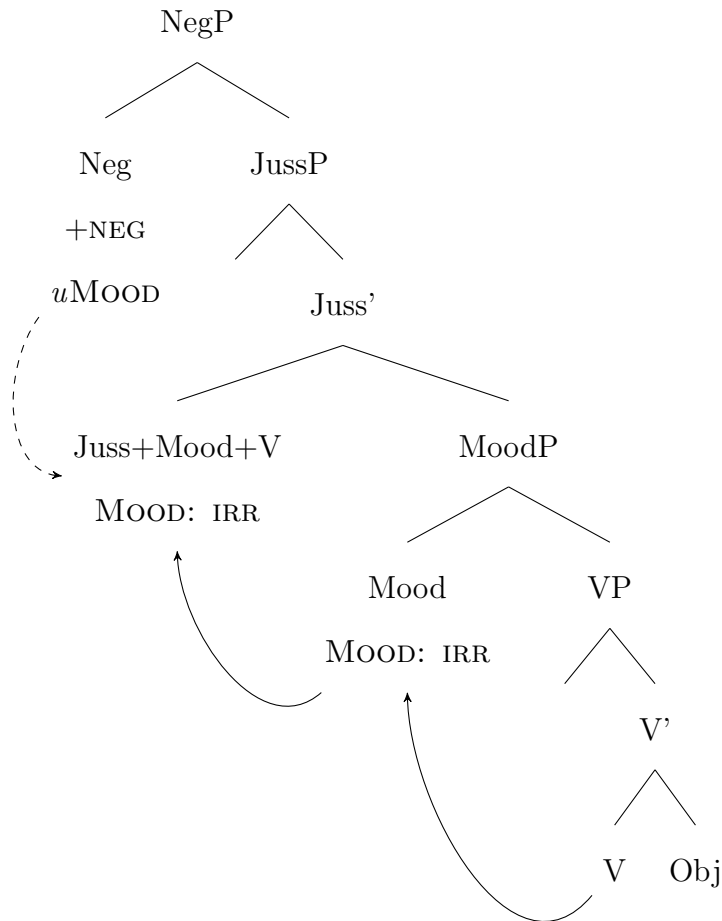 NegP
Neg JussP
+NEG
uMOOD
Juss'
Juss+Mood+V MoodP
MOOD: IRR
Mood VP
MOOD: IRR
V'
V Obj